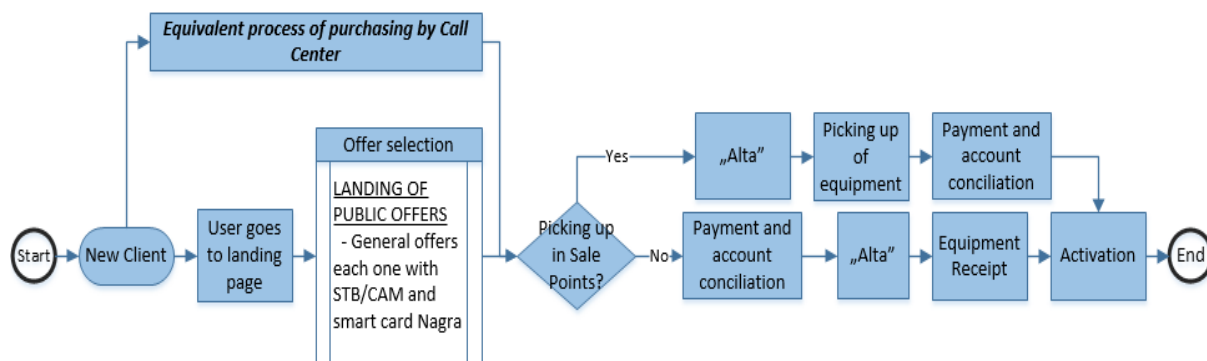 Equivalent process of purchasing by Call
Center
Offer selection
LANDING OF
PUBLIC OFFERS
- General offers
each one with
STB/CAM and
smart card Nagra
Start
New Client
User goes
to landing
page
Picking up
in Sale
Points?
Yes
„Alta”
Picking up
of
equipment
Payment and
account
conciliation
No
Payment and
account
conciliation
„Alta”
Equipment
Receipt
Activation
End